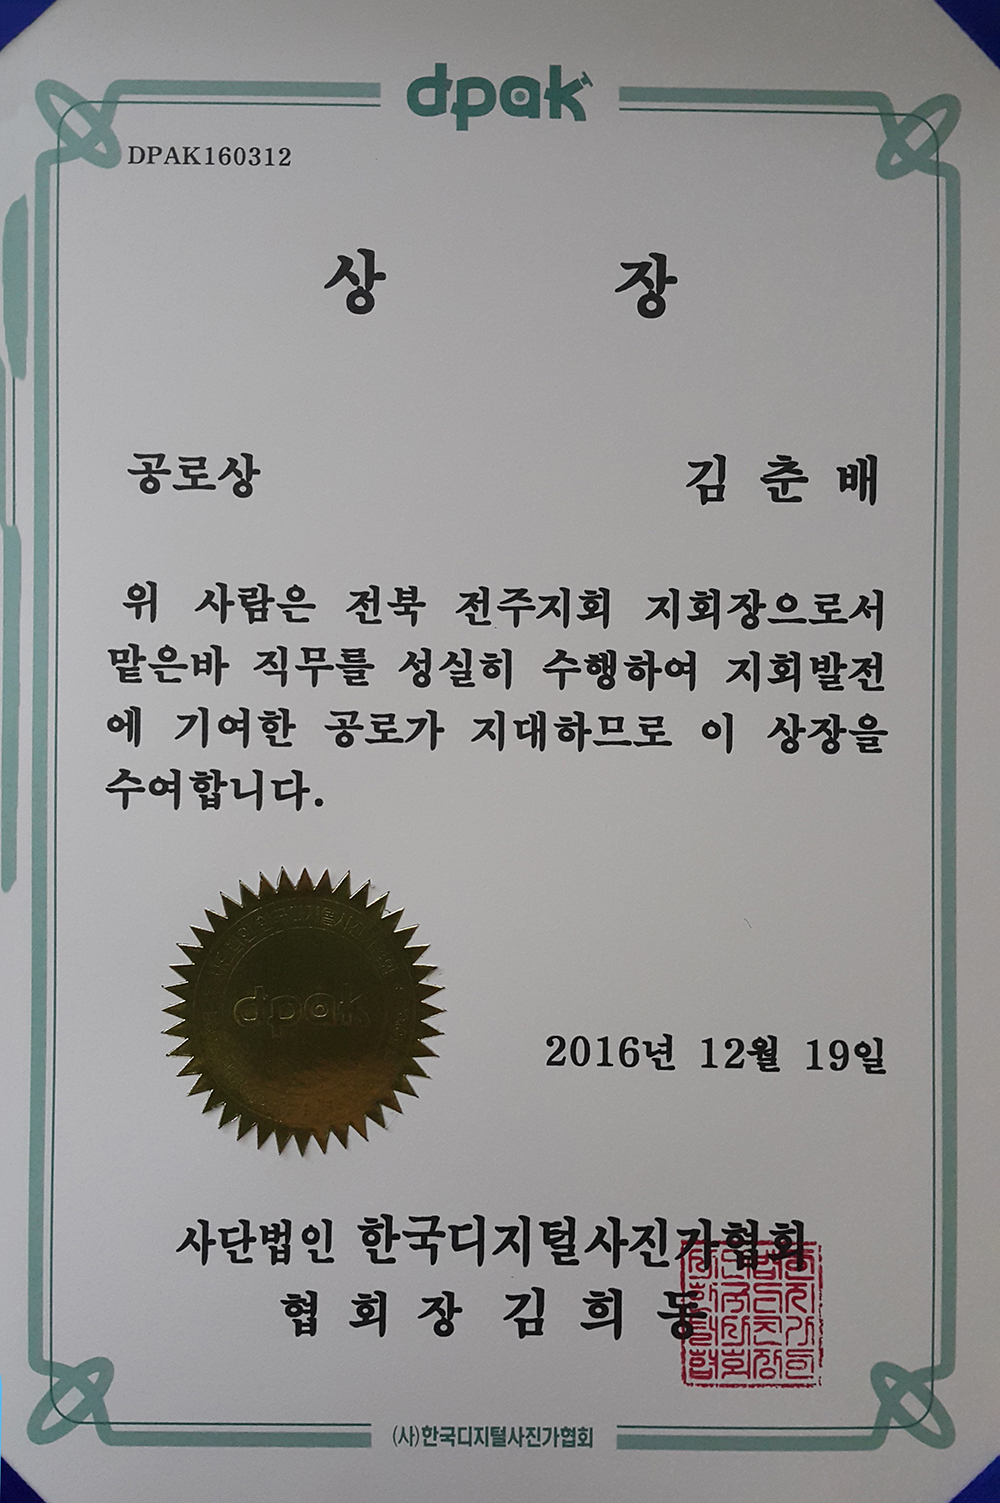 dpak
DPAK160312
상 장
공로상 김 춘 배
위 사람은 전북 전주지회 지회장으로서
맡은바 직무를 성실히 수행하여 지회발전
에 기여한 공로가 지대하므로 이 상장을
수여합니다.
dpak
2016년 12월 19일
사단법인 한국디지털사진가협회
협 회 장 김 희 동
(사)한국디지털사진가협회